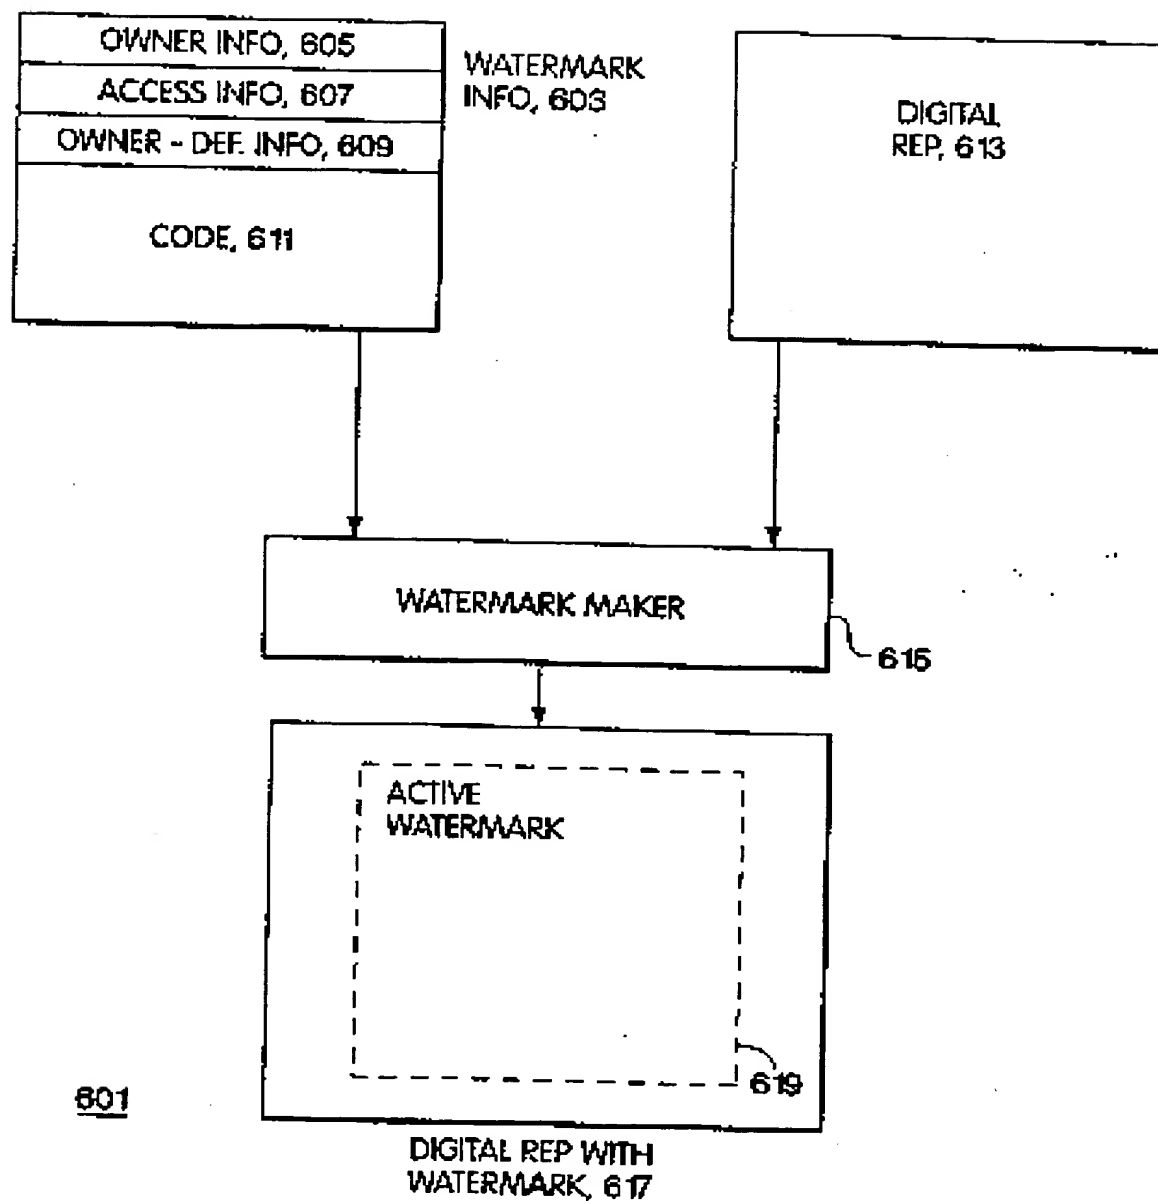 OWNER INFO, 605
ACCESS INFO, 607
OWNER - DEF. INFO, 609
CODE, 611
WATERMARK
INFO, 603
DIGITAL
REP, 613
WATERMARK MAKER
615
ACTIVE
WATERMARK
619
601
DIGITAL REP WITH
WATERMARK, 617